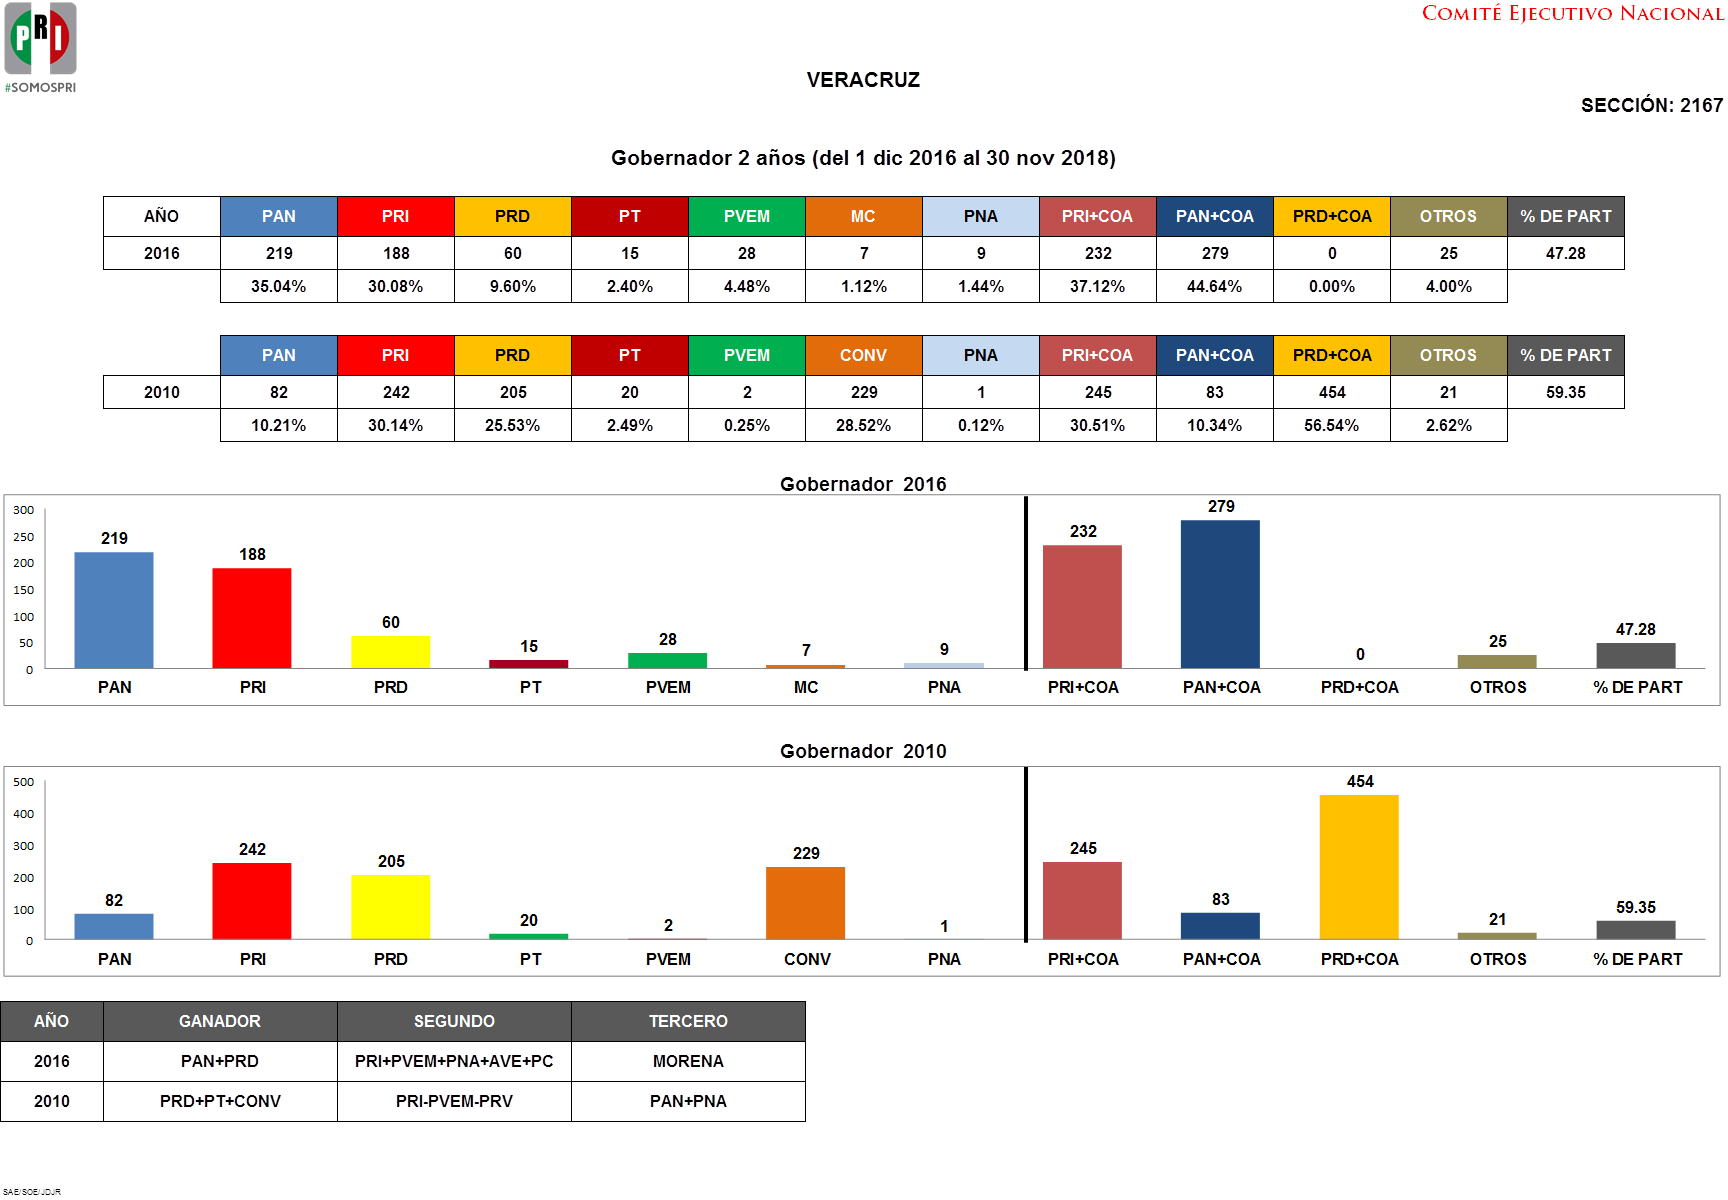 PRI
#SOMOSPRI
COMITÉ EJECUTIVO NACIONAL
VERACRUZ
SECCIÓN: 2167
Gobernador 2 años (del 1 dic 2016 al 30 nov 2018)
AÑO PAN PRI PRD PT PVEM MC PNA PRI+COA PAN+COA PRD+COA OTROS % DE PART
2016 219 188 60 15 28 7 9 232 279 0 25 47.28
35.04% 30.08% 9.60% 2.40% 4.48% 1.12% 1.44% 37.12% 44.64% 0.00% 4.00%
PAN PRI PRD PT PVEM CONV PNA PRI+COA PAN+COA PRD+COA OTROS % DE PART
2010 82 242 205 20 2 229 1 245 83 454 21 59.35
10.21% 30.14% 25.53% 2.49% 0.25% 28.52% 0.12% 30.51% 10.34% 56.54% 2.62%
Gobernador 2016
300
250
200
150
100
50
0
219 188 60 15 28 7 9 232 279 0 25 47.28
PAN PRI PRD PT PVEM MC PNA PRI+COA PAN+COA PRD+COA OTROS % DE PART
Gobernador 2010
500
400
300
200
100
0
82 242 205 20 2 229 1 245 83 454 21 59.35
PAN PRI PRD PT PVEM CONV PNA PRI+COA PAN+COA PRD+COA OTROS % DE PART
AÑO GANADOR SEGUNDO TERCERO
2016 PAN+PRD PRI+PVEM+PNA+AVE+PC MORENA
2010 PRD+PT+CONV PRI-PVEM-PRV PAN+PNA
SAE/SOE/JDJR